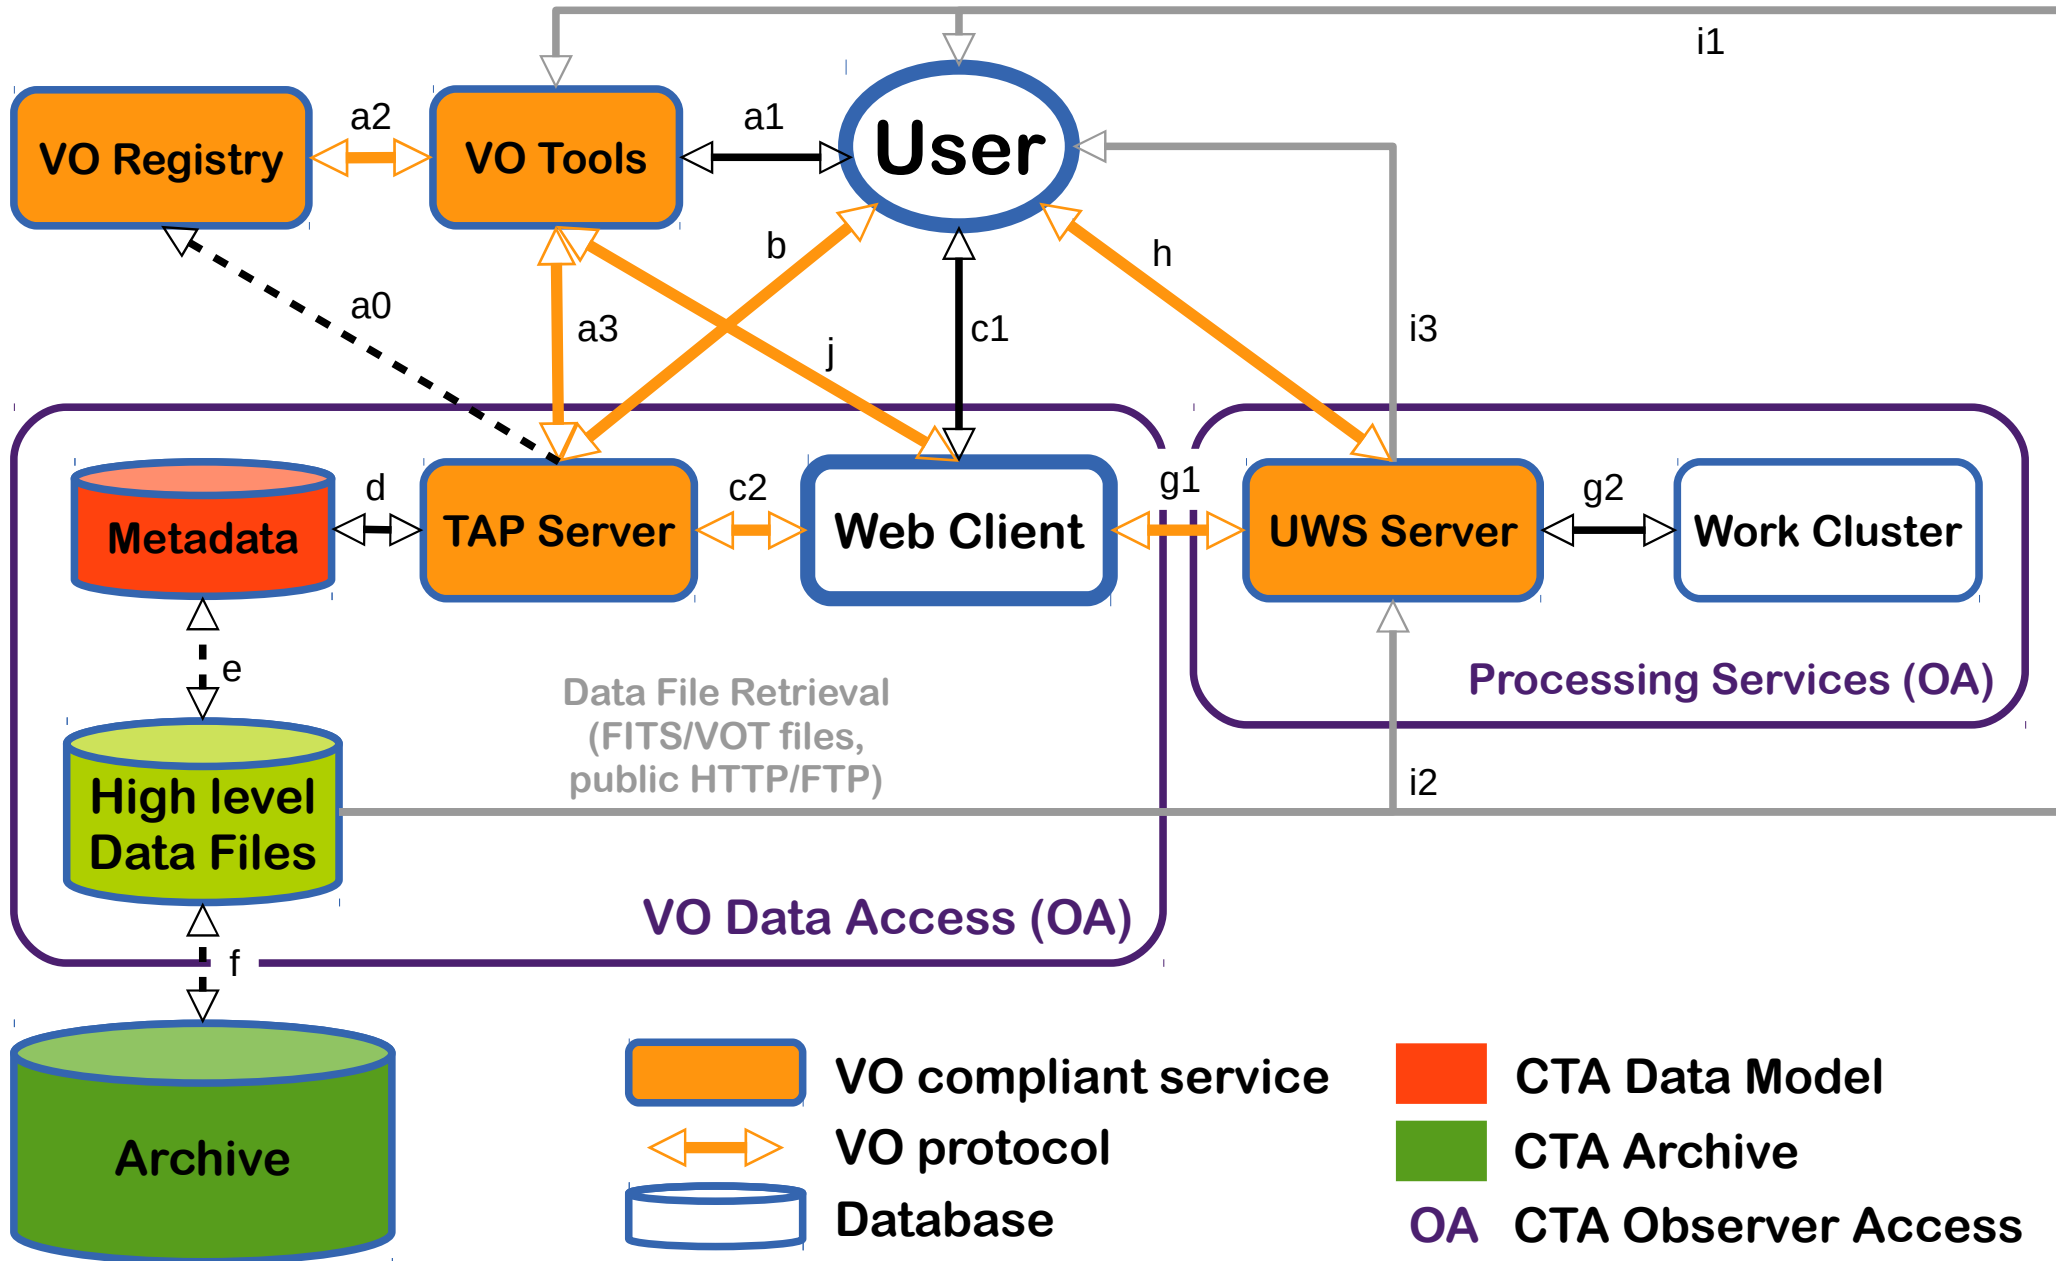 i1
a2
a1
VO Registry
VO Tools
User
b
h
a0
a3
j
c1
i3
d
c2
g1
g2
Metadata
TAP Server
Web Client
UWS Server
Work Cluster
e
Data File Retrieval
(FITS/VOT files,
public HTTP/FTP)
Processing Services (OA)
i2
High level
Data Files
VO Data Access (OA)
f
Archive
VO compliant service
VO protocol
Database
CTA Data Model
CTA Archive
OA CTA Observer Access